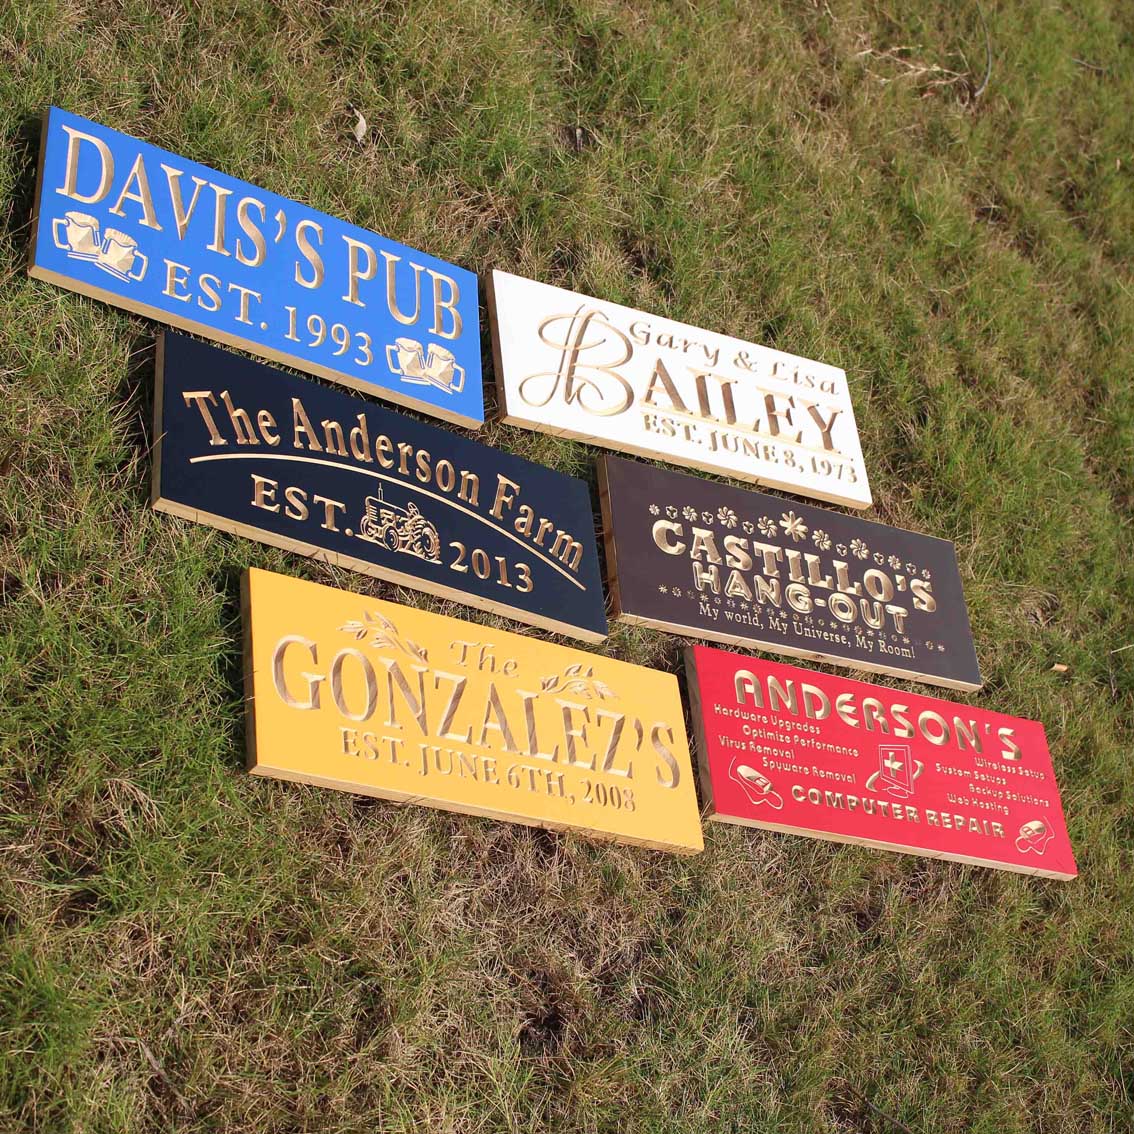 DAVIS'S PUB
EST. 1993
Gary & Lisa
BAILEY
EST. JUNE 8, 1973
The Anderson Farm
EST. 2013
CASTILLO'S
HANG-OUT
My world, My Universe, My Room!
The
GONZALEZ'S
EST. JUNE 6TH, 2008
ANDERSON'S
Hardware Upgrades
Optimize Performance
Virus Removal
Spyware Removal
Wireless Setup
System Setups
Backup Solutions
Web Hosting
COMPUTER REPAIR